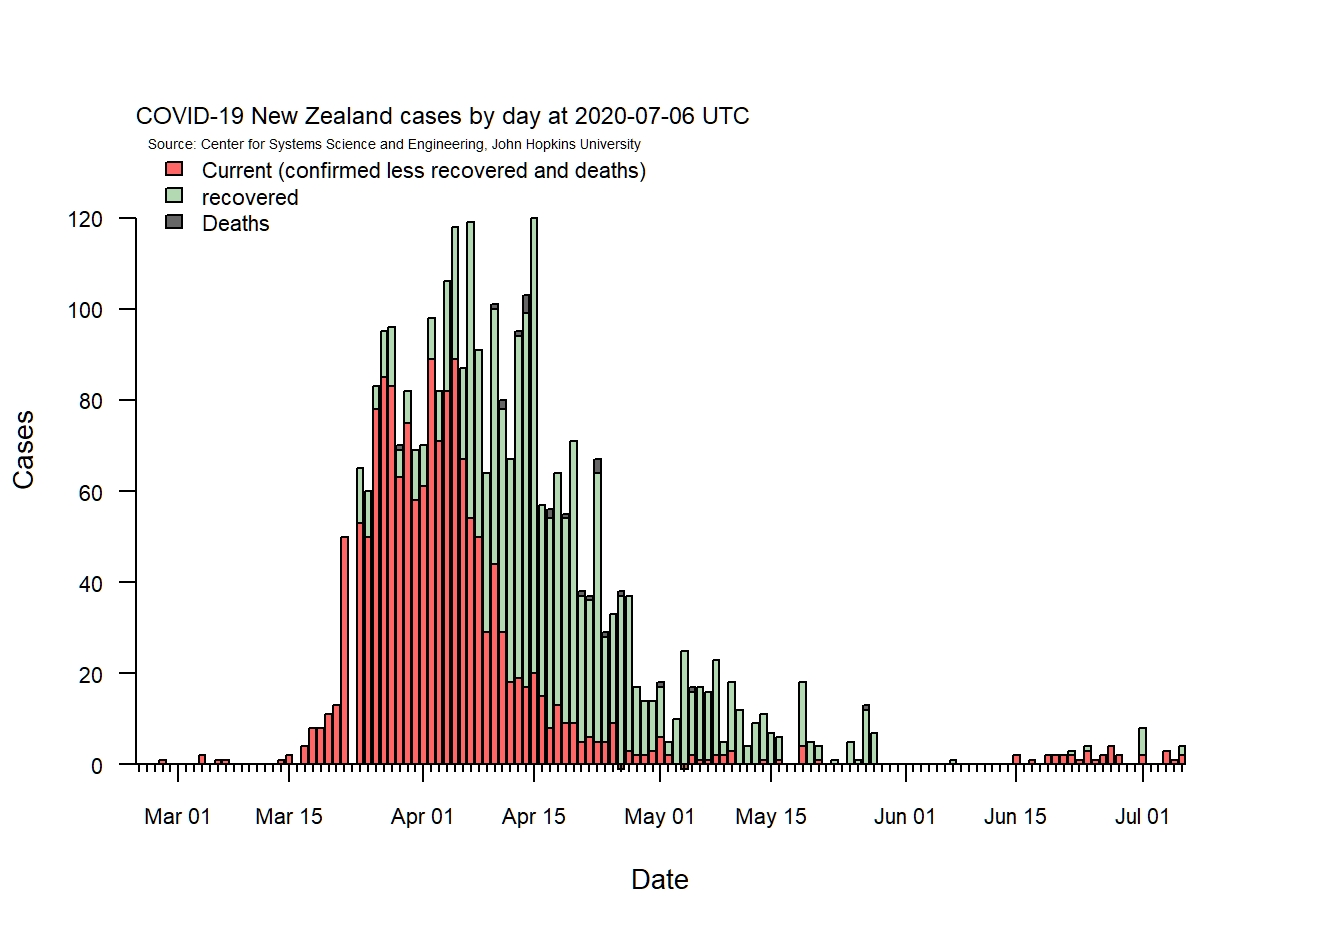 COVID-19 New Zealand cases by day at 2020-07-06 UTC
Source: Center for Systems Science and Engineering, John Hopkins University
Current (confirmed less recovered and deaths)
recovered
Deaths
120
100
80
60
40
20
0
Cases
Mar 01 Mar 15 Apr 01 Apr 15 May 01 May 15 Jun 01 Jun 15 Jul 01
Date